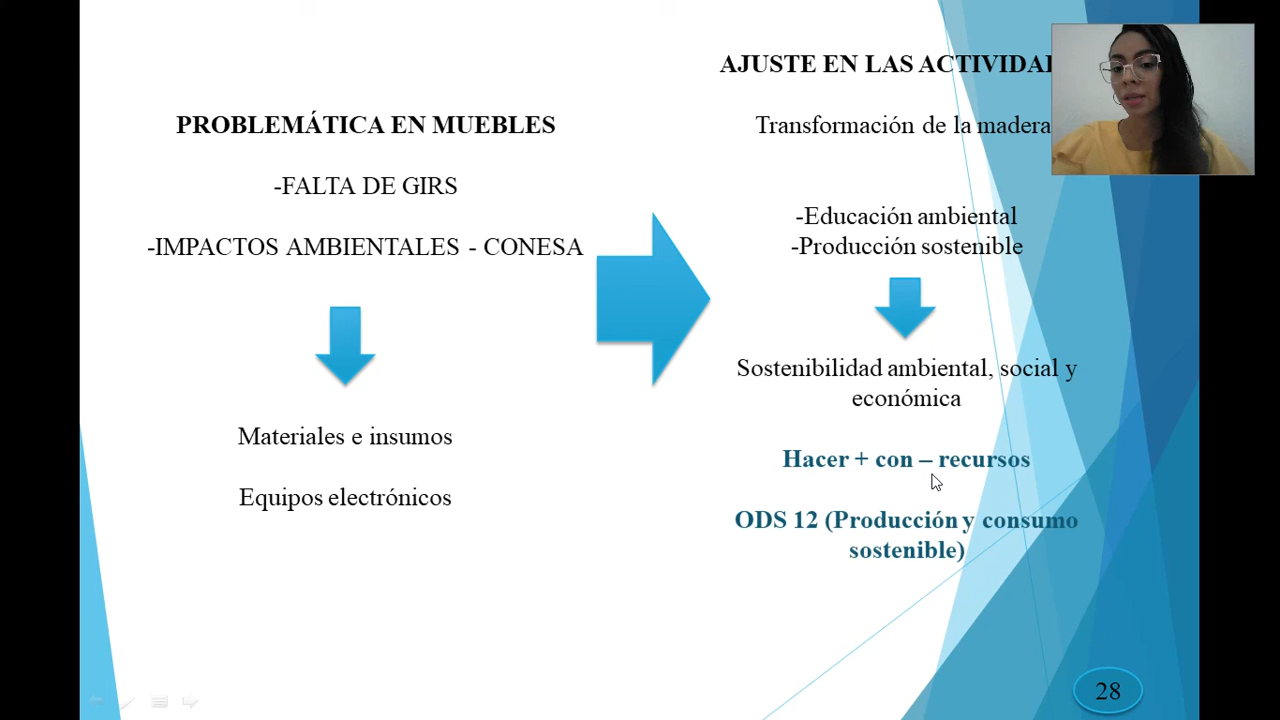 PROBLEMÁTICA EN MUEBLES
-FALTA DE GIRS
-IMPACTOS AMBIENTALES - CONESA
Materiales e insumos
Equipos electrónicos
AJUSTE EN LAS ACTIVIDA
Transformación de la madera
-Educación ambiental
-Producción sostenible
Sostenibilidad ambiental, social y
económica
Hacer + con – recursos
ODS 12 (Producción y consumo
sostenible)
28